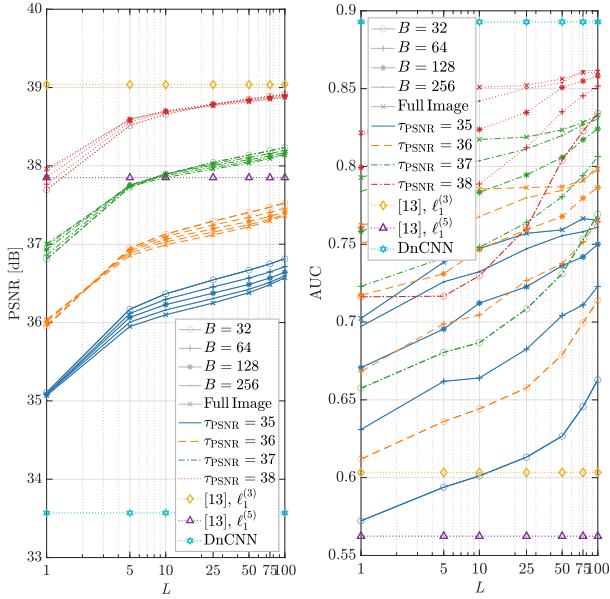 40
39
38
37
36
35
34
33
PSNR [dB]
1
5
10
25
50
75
100
L
B = 32
B = 64
B = 128
B = 256
Full Image
τPSNR = 35
τPSNR = 36
τPSNR = 37
τPSNR = 38
[13], ℓ₁⁽³⁾
[13], ℓ₁⁽⁵⁾
DnCNN
0.9
0.85
0.8
0.75
0.7
0.65
0.6
0.55
AUC
1
5
10
25
50
75
100
L
B = 32
B = 64
B = 128
B = 256
Full Image
τPSNR = 35
τPSNR = 36
τPSNR = 37
τPSNR = 38
[13], ℓ₁⁽³⁾
[13], ℓ₁⁽⁵⁾
DnCNN